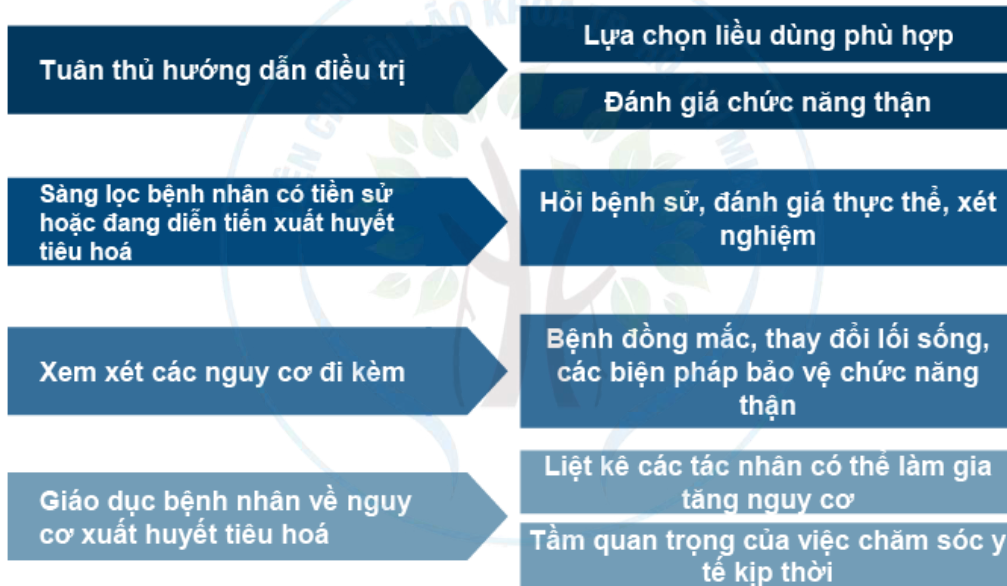 Tuân thủ hướng dẫn điều trị
Lựa chọn liều dùng phù hợp
Đánh giá chức năng thận
Sàng lọc bệnh nhân có tiền sử
hoặc đang diễn tiến xuất huyết
tiêu hoá
Hỏi bệnh sử, đánh giá thực thể, xét
nghiệm
Xem xét các nguy cơ đi kèm
Bệnh đồng mắc, thay đổi lối sống,
các biện pháp bảo vệ chức năng
thận
Giáo dục bệnh nhân về nguy
cơ xuất huyết tiêu hoá
Liệt kê các tác nhân có thể làm gia
tăng nguy cơ
Tầm quan trọng của việc chăm sóc y
tế kịp thời